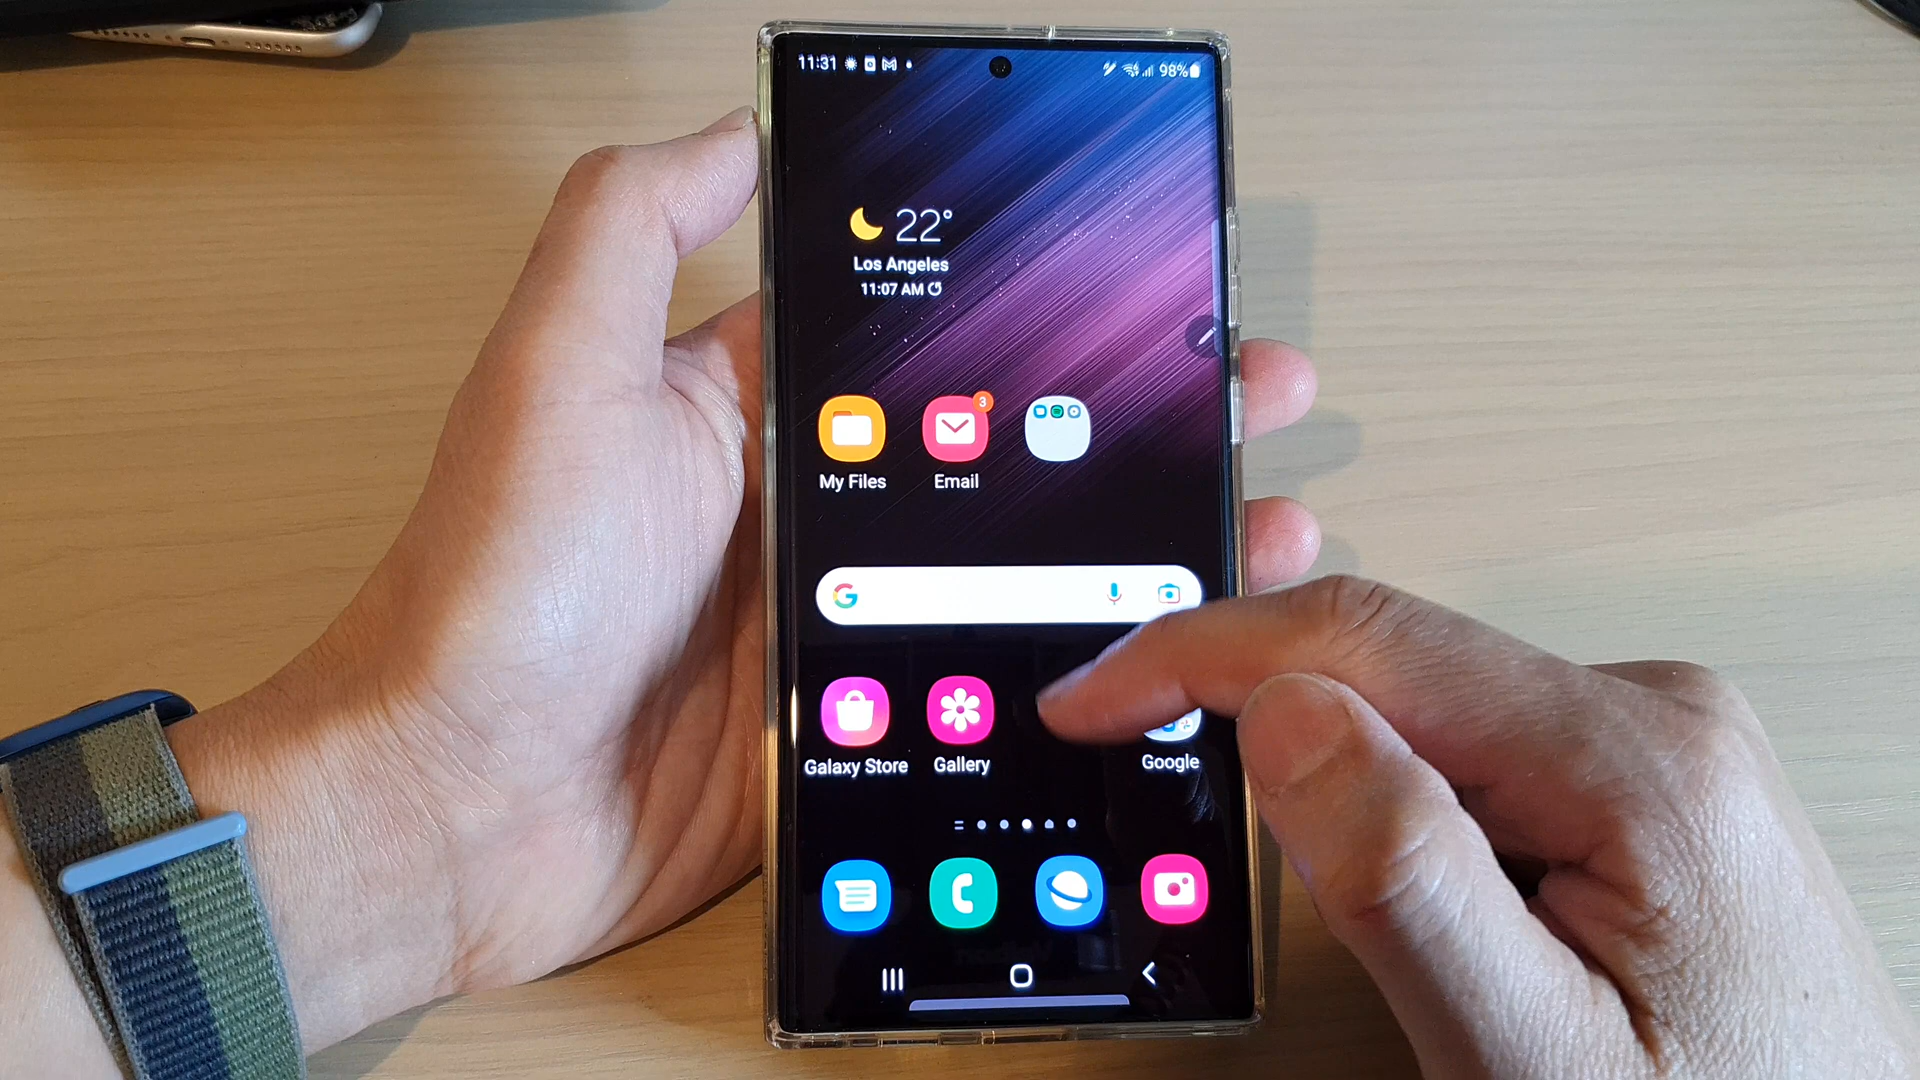 11:31
98%
22°
Los Angeles
11:07 AM
3
My Files
Email
Galaxy Store
Gallery
Google